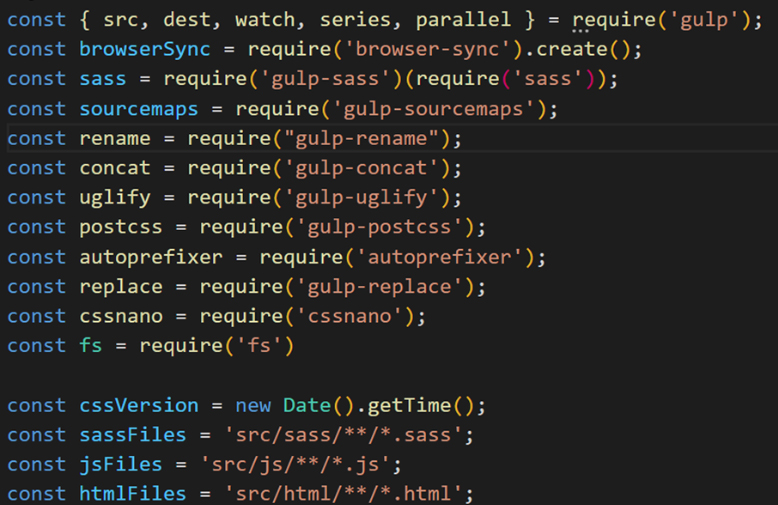 const { src, dest, watch, series, parallel } = require('gulp');
const browserSync = require('browser-sync').create();
const sass = require('gulp-sass')(require('sass'));
const sourcemaps = require('gulp-sourcemaps');
const rename = require("gulp-rename");
const concat = require('gulp-concat');
const uglify = require('gulp-uglify');
const postcss = require('gulp-postcss');
const autoprefixer = require('autoprefixer');
const replace = require('gulp-replace');
const cssnano = require('cssnano');
const fs = require('fs')
const cssVersion = new Date().getTime();
const sassFiles = 'src/sass/**/*.sass';
const jsFiles = 'src/js/**/*.js';
const htmlFiles = 'src/html/**/*.html';